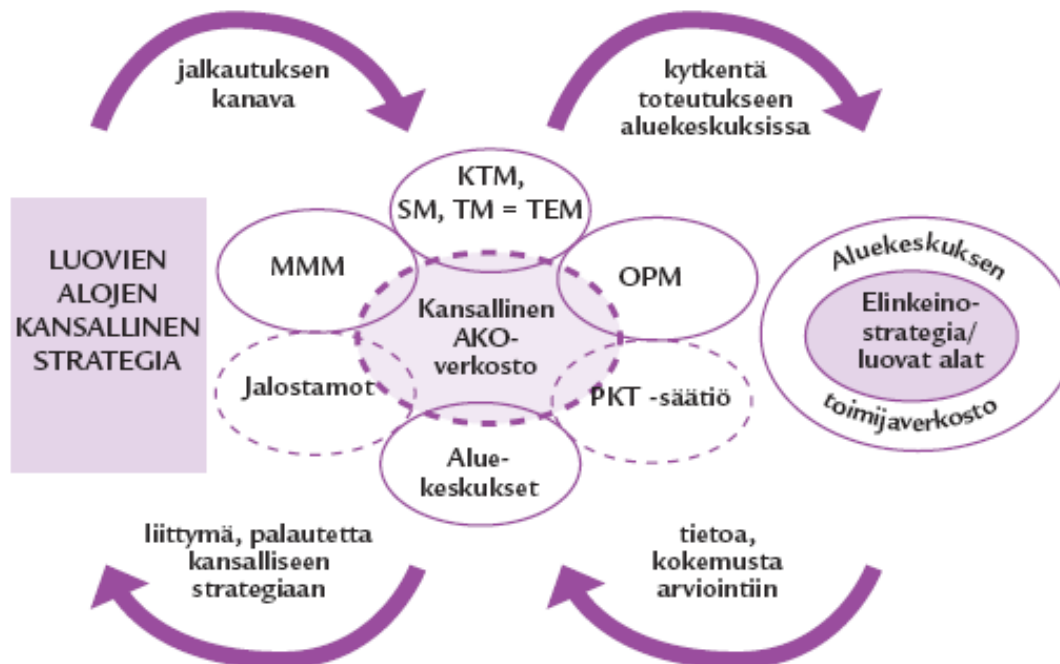 jalkautuksen
kanava
kytkentä
toteutukseen
aluekeskuksissa
LUOVIEN
ALOJEN
KANSALLINEN
STRATEGIA
KTM,
SM, TM = TEM
MMM
OPM
Kansallinen
AKO-
verkosto
Jalostamot
PKT -säätiö
Alue-
keskukset
Aluekeskuksen
Elinkeino-
strategia/
luovat alat
toimijaverkosto
liittymä, palautetta
kansalliseen
strategiaan
tietoa,
kokemusta
arviointiin